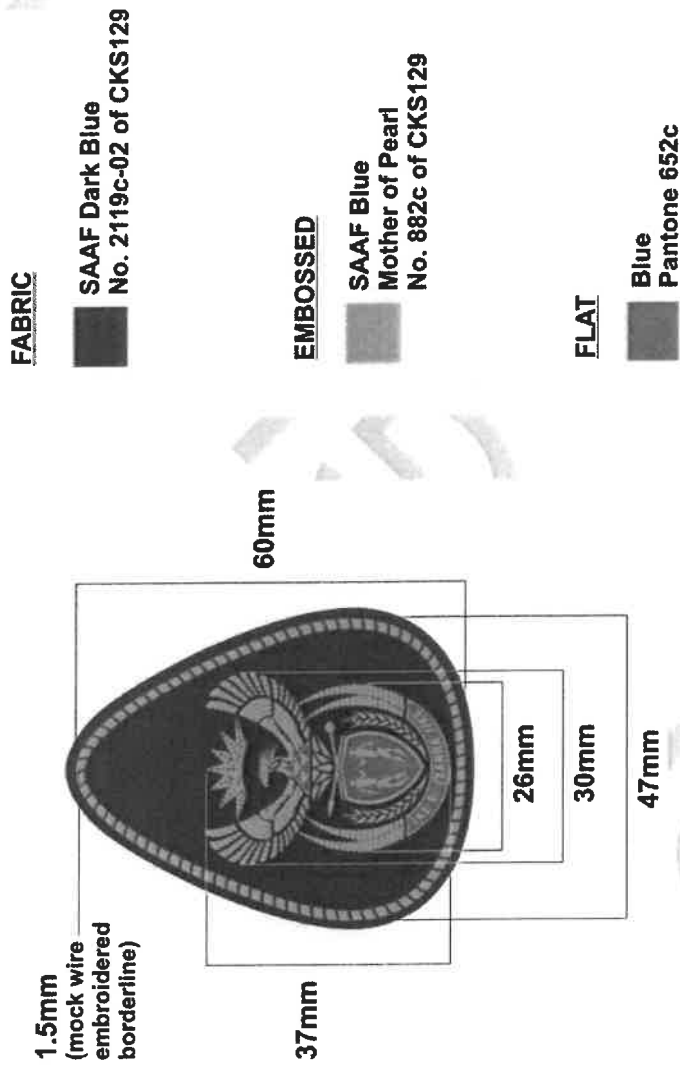 FABRIC
SAAF Dark Blue
No. 2119c-02 of CKS129
EMBOSSED
SAAF Blue
Mother of Pearl
No. 882c of CKS129
FLAT
Blue
Pantone 652c
1.5mm
(mock wire
embroidered
borderline)
60mm
37mm
26mm
30mm
47mm